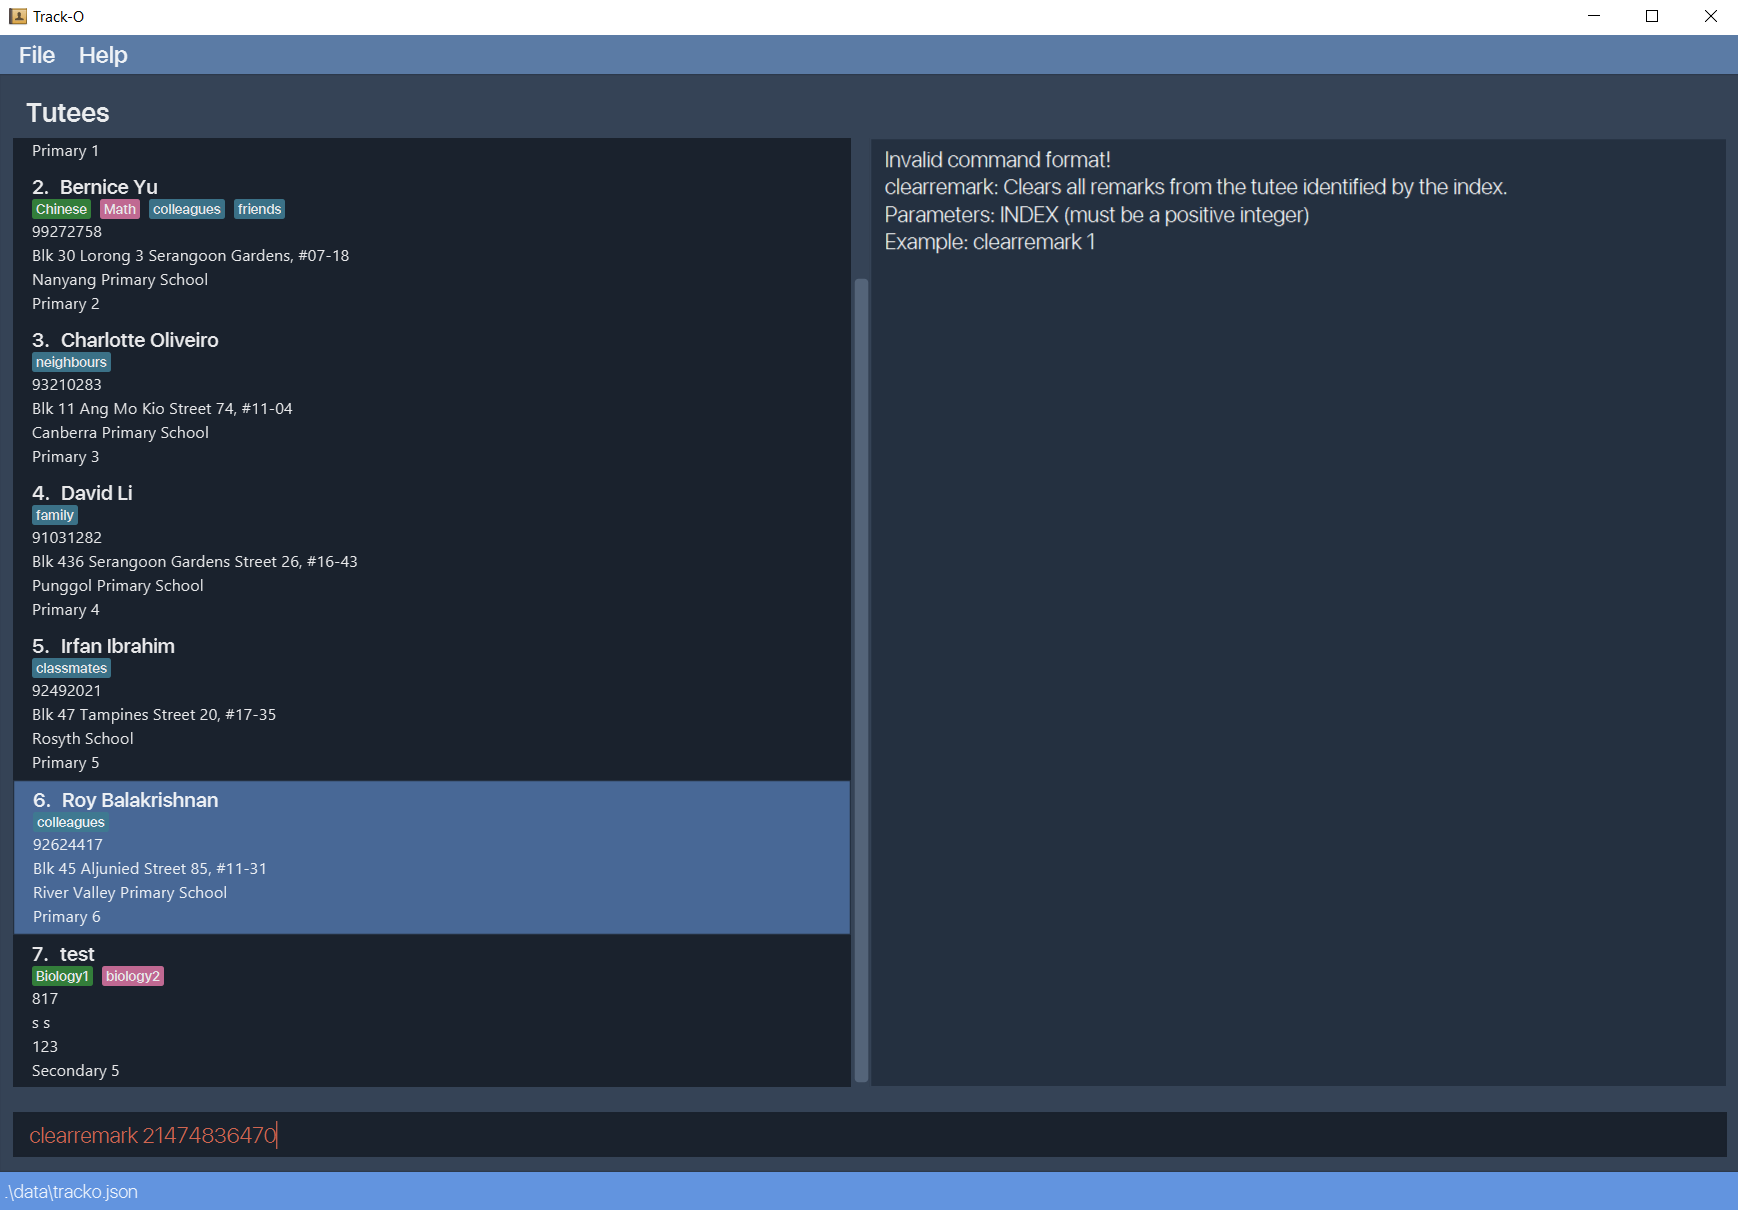 Track-O
File Help
Tutees
Primary 1
2. Bernice Yu
Chinese Math colleagues friends
99272758
Blk 30 Lorong 3 Serangoon Gardens, #07-18
Nanyang Primary School
Primary 2
3. Charlotte Oliveiro
neighbours
93210283
Blk 11 Ang Mo Kio Street 74, #11-04
Canberra Primary School
Primary 3
4. David Li
family
91031282
Blk 436 Serangoon Gardens Street 26, #16-43
Punggol Primary School
Primary 4
5. Irfan Ibrahim
classmates
92492021
Blk 47 Tampines Street 20, #17-35
Rosyth School
Primary 5
6. Roy Balakrishnan
colleagues
92624417
Blk 45 Aljunied Street 85, #11-31
River Valley Primary School
Primary 6
7. test
Biology1 biology2
817
s s
123
Secondary 5
Invalid command format!
clearremark: Clears all remarks from the tutee identified by the index.
Parameters: INDEX (must be a positive integer)
Example: clearremark 1
clearremark 21474836470
.\data\tracko.json